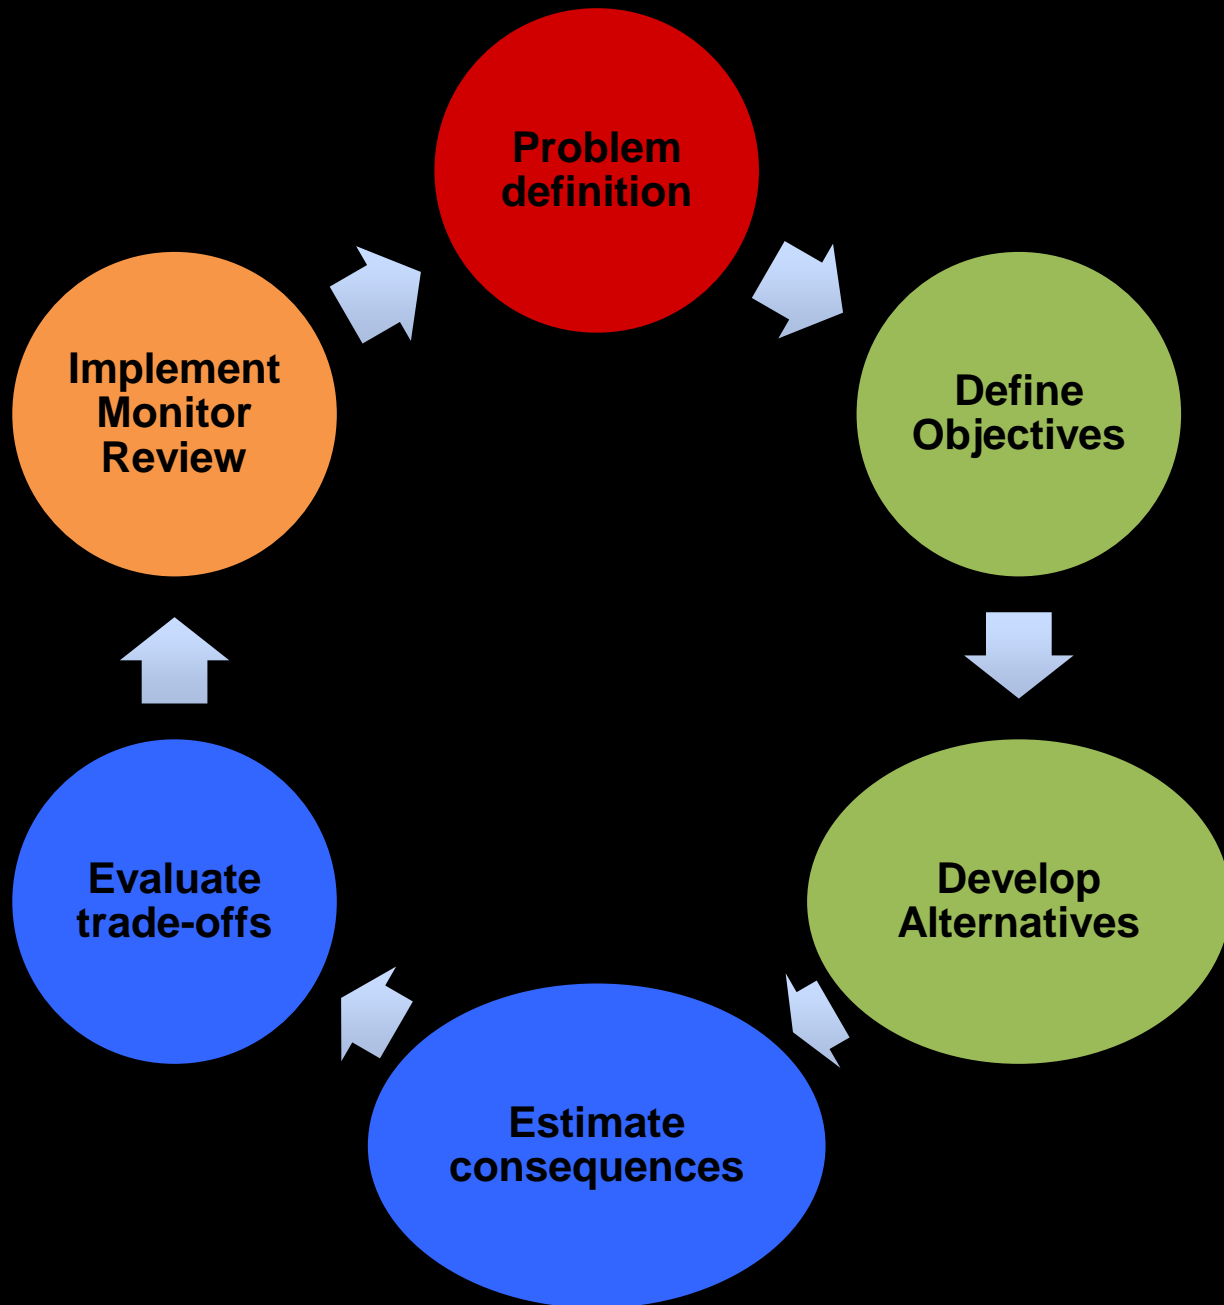 Problem
definition
Define
Objectives
Develop
Alternatives
Estimate
consequences
Evaluate
trade-offs
Implement
Monitor
Review